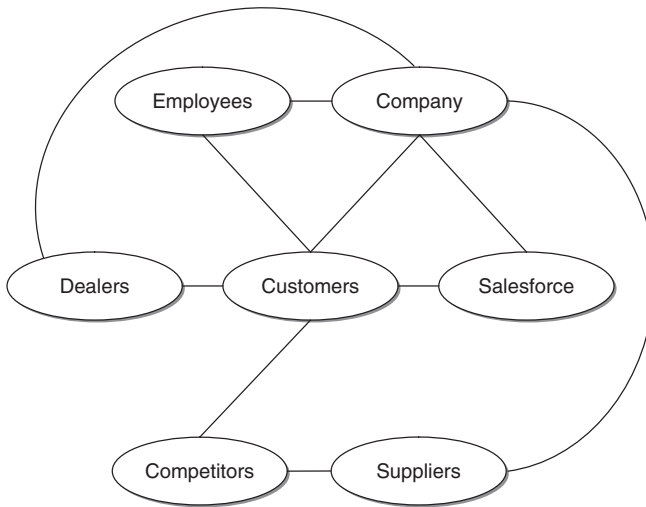 Employees
Company
Dealers
Customers
Salesforce
Competitors
Suppliers